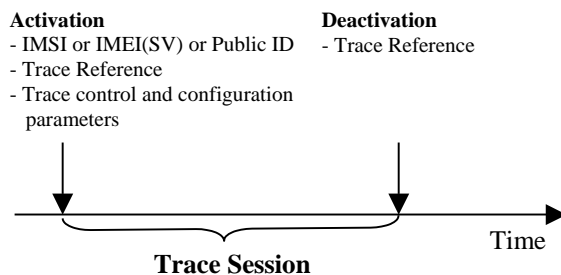 Activation
- IMSI or IMEI(SV) or Public ID
- Trace Reference
- Trace control and configuration
parameters
Deactivation
- Trace Reference
Time
Trace Session